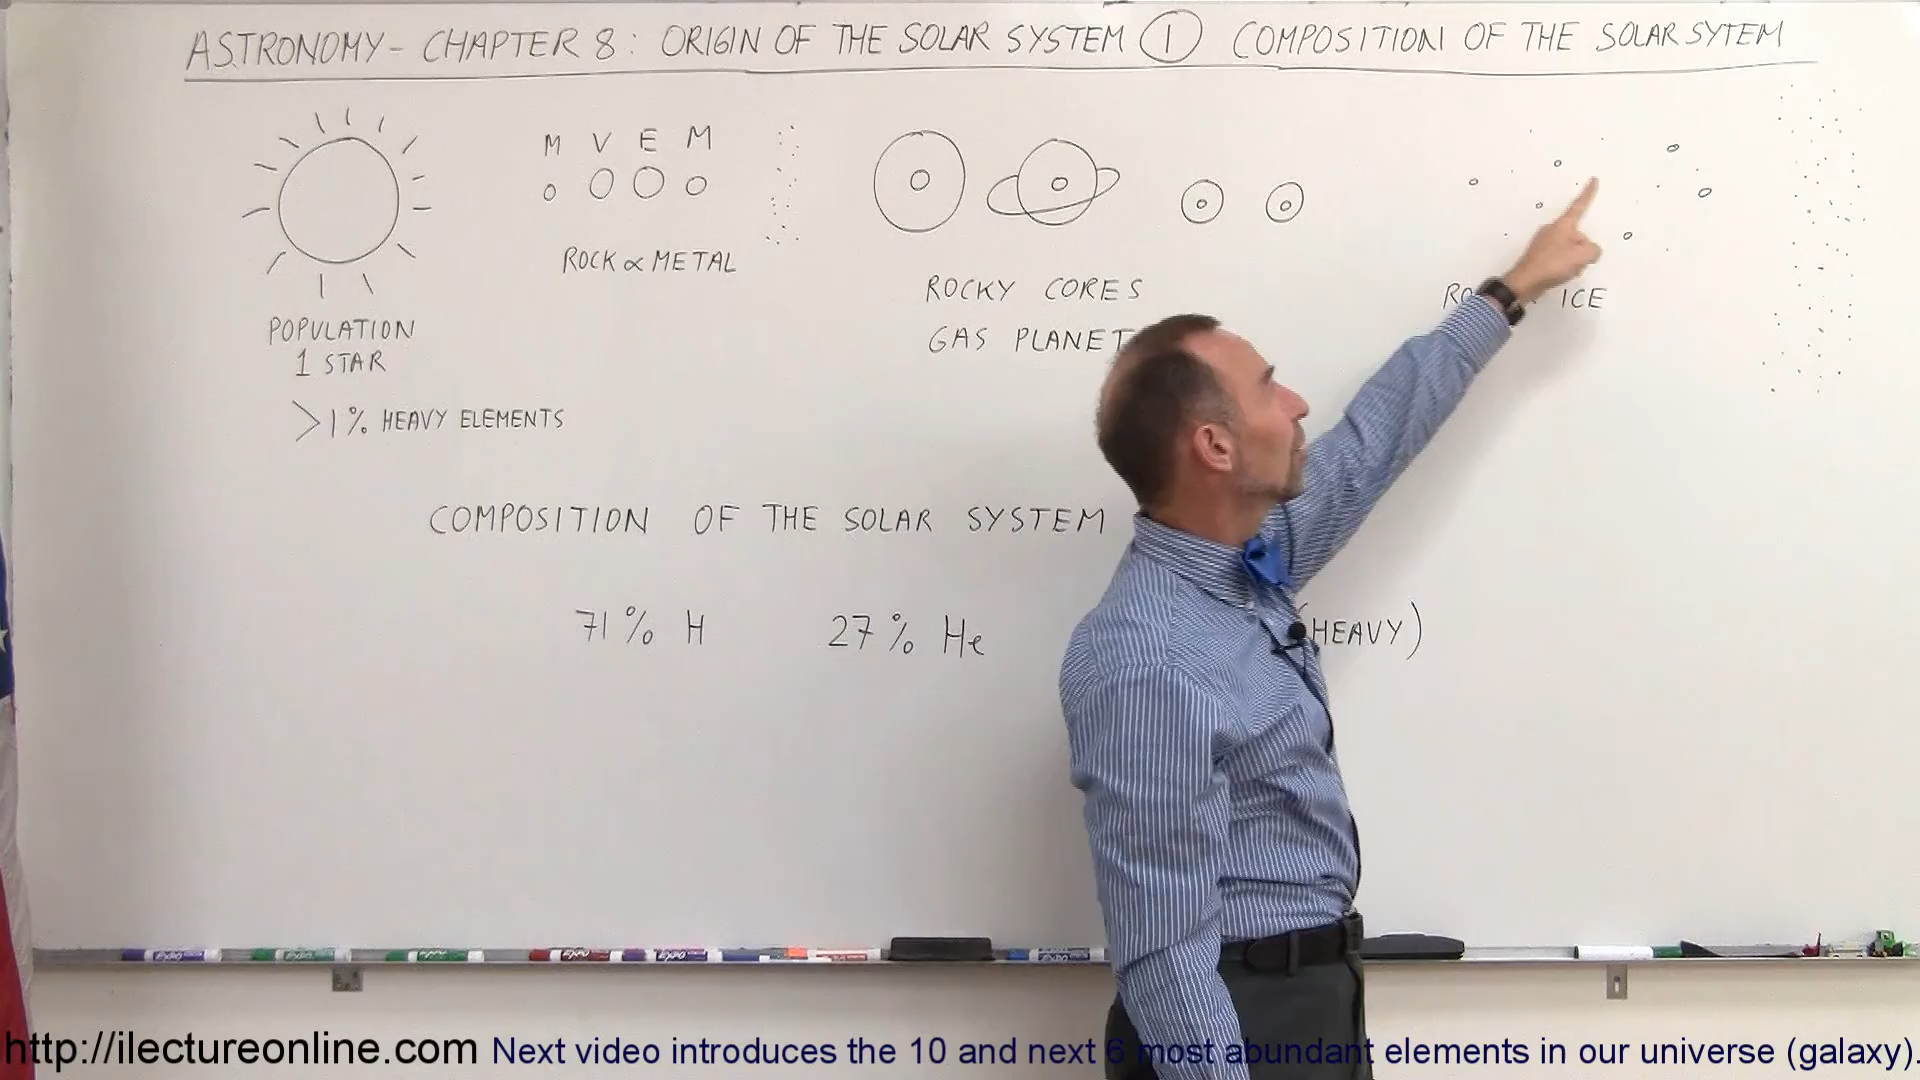 ASTRONOMY - CHAPTER 8: ORIGIN OF THE SOLAR SYSTEM 1 COMPOSITION OF THE SOLAR SYTEM
M V E M
ROCK ∝ METAL
ROCKY CORES
ICE
POPULATION
1 STAR
GAS PLANET
>1% HEAVY ELEMENTS
COMPOSITION OF THE SOLAR SYSTEM
71% H 27% He (HEAVY)
http://ilectureonline.com Next video introduces the 10 and next 6 most abundant elements in our universe (galaxy).